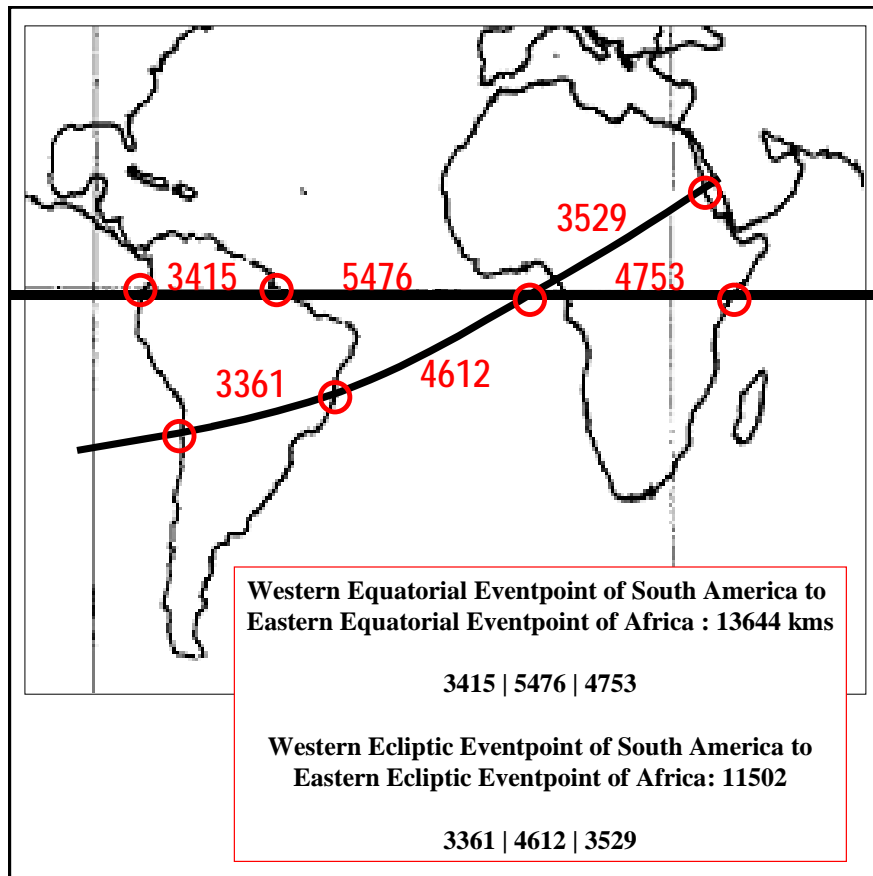 3529
3415 5476 4753
3361 4612
Western Equatorial Eventpoint of South America to
Eastern Equatorial Eventpoint of Africa : 13644 kms
3415 | 5476 | 4753
Western Ecliptic Eventpoint of South America to
Eastern Ecliptic Eventpoint of Africa: 11502
3361 | 4612 | 3529